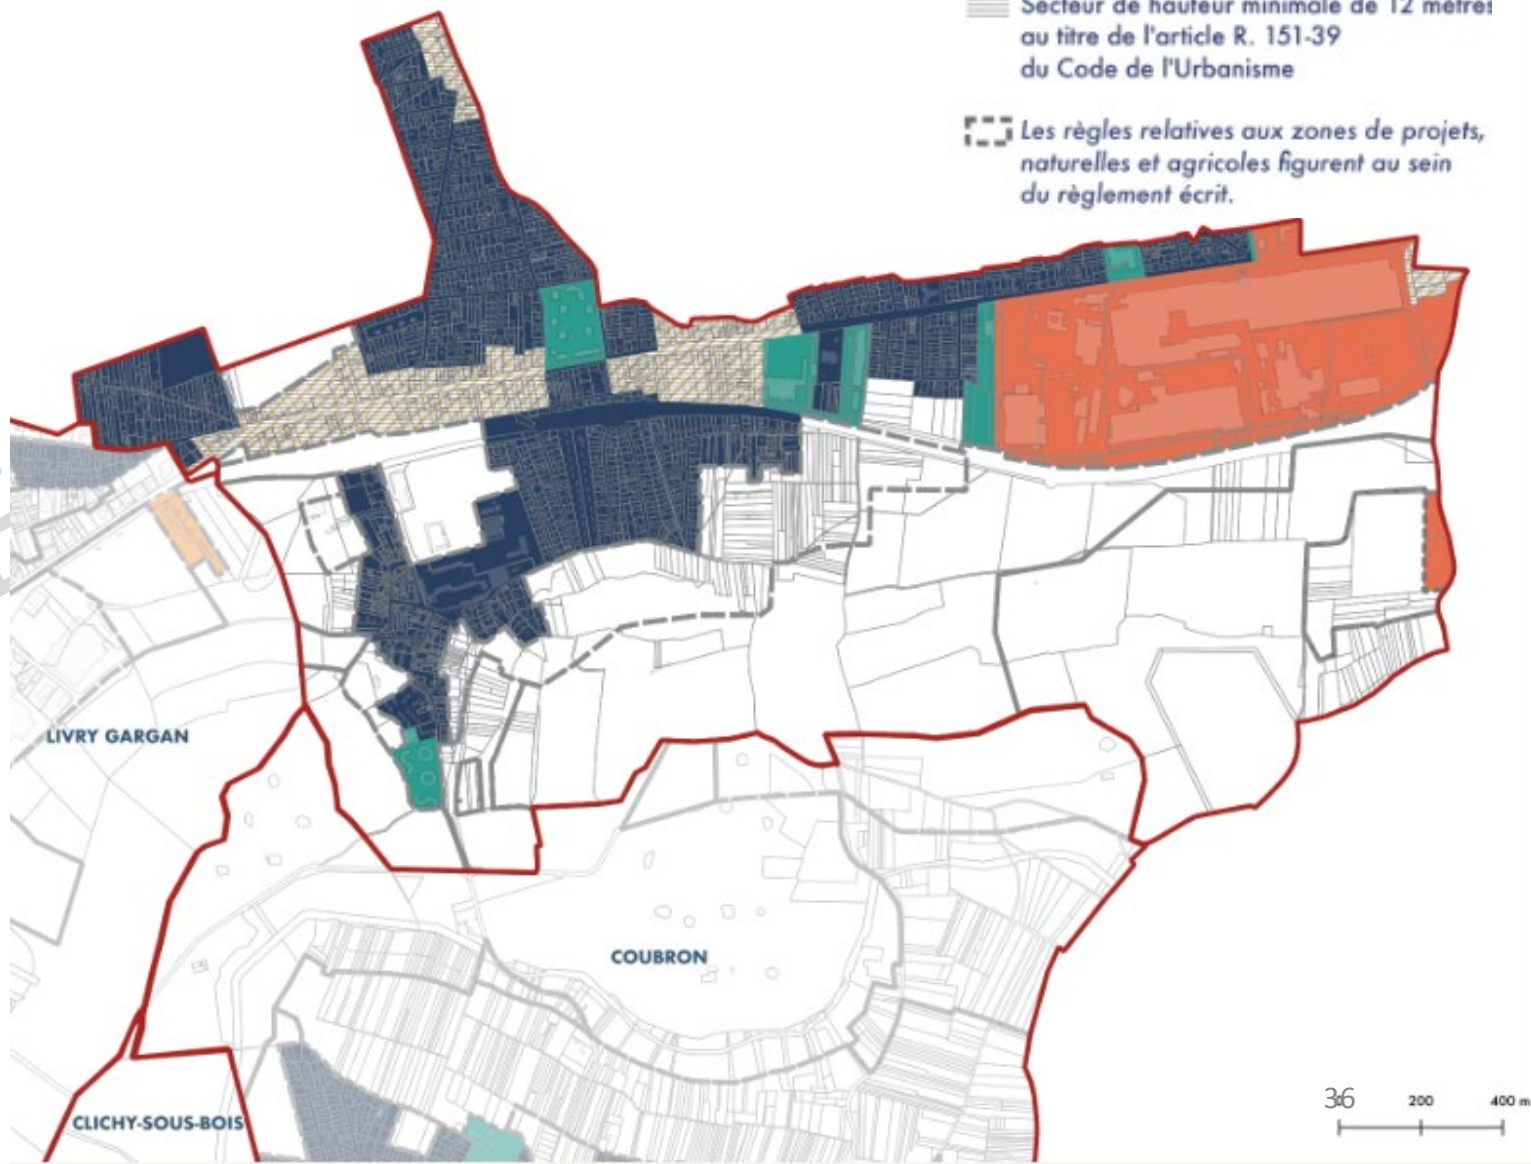 Secteur de hauteur minimale de 12 mètres
au titre de l'article R. 151-39
du Code de l'Urbanisme
Les règles relatives aux zones de projets,
naturelles et agricoles figurent au sein
du règlement écrit.
LIVRY GARGAN
COUBRON
CLICHY-SOUS-BOIS
36
200
400 m